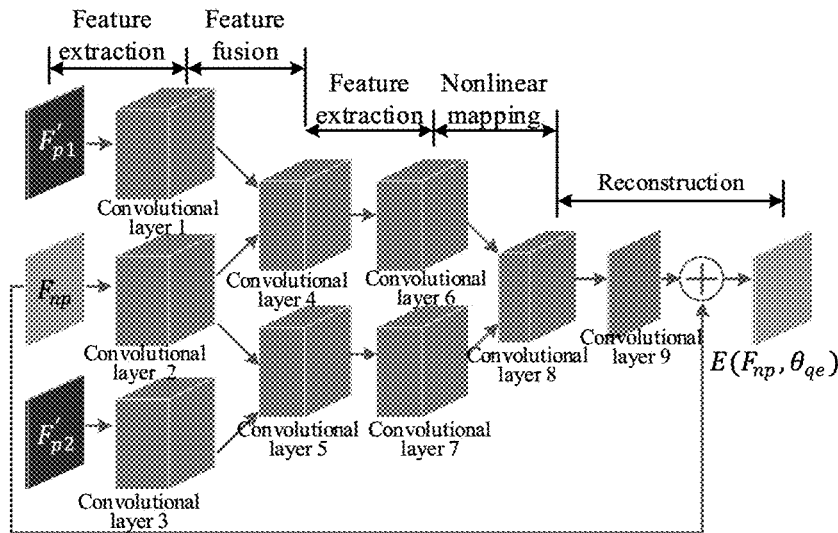 Feature
extraction
Feature
fusion
Feature
extraction
Nonlinear
mapping
Reconstruction
F'p1
Convolutional
layer 1
Fnp
Convolutional
layer 2
F'p2
Convolutional
layer 3
Convolutional
layer 4
Convolutional
layer 5
Convolutional
layer 6
Convolutional
layer 7
Convolutional
layer 8
Convolutional
layer 9
+
E(Fnp, θqe)